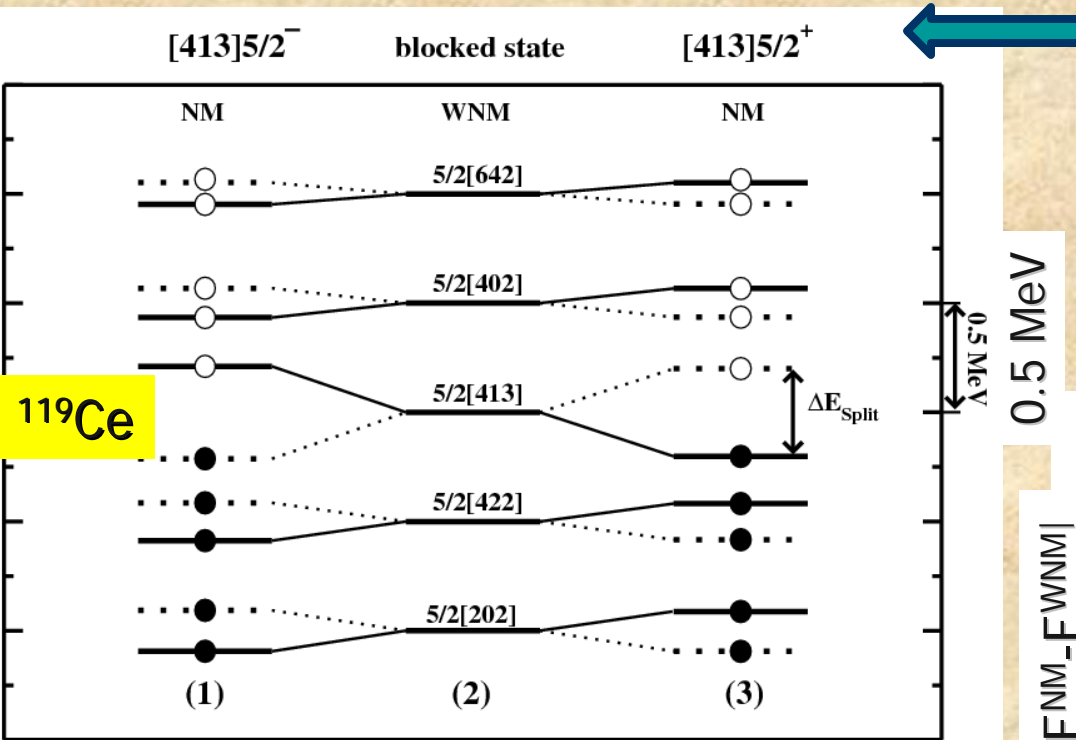 [413]5/2⁻ blocked state [413]5/2⁺
NM WNM NM
5/2[642]
5/2[402]
5/2[413]
5/2[422]
5/2[202]
¹¹⁹Ce
ΔE_Split
0.5 MeV
0.5 MeV
(1) (2) (3)